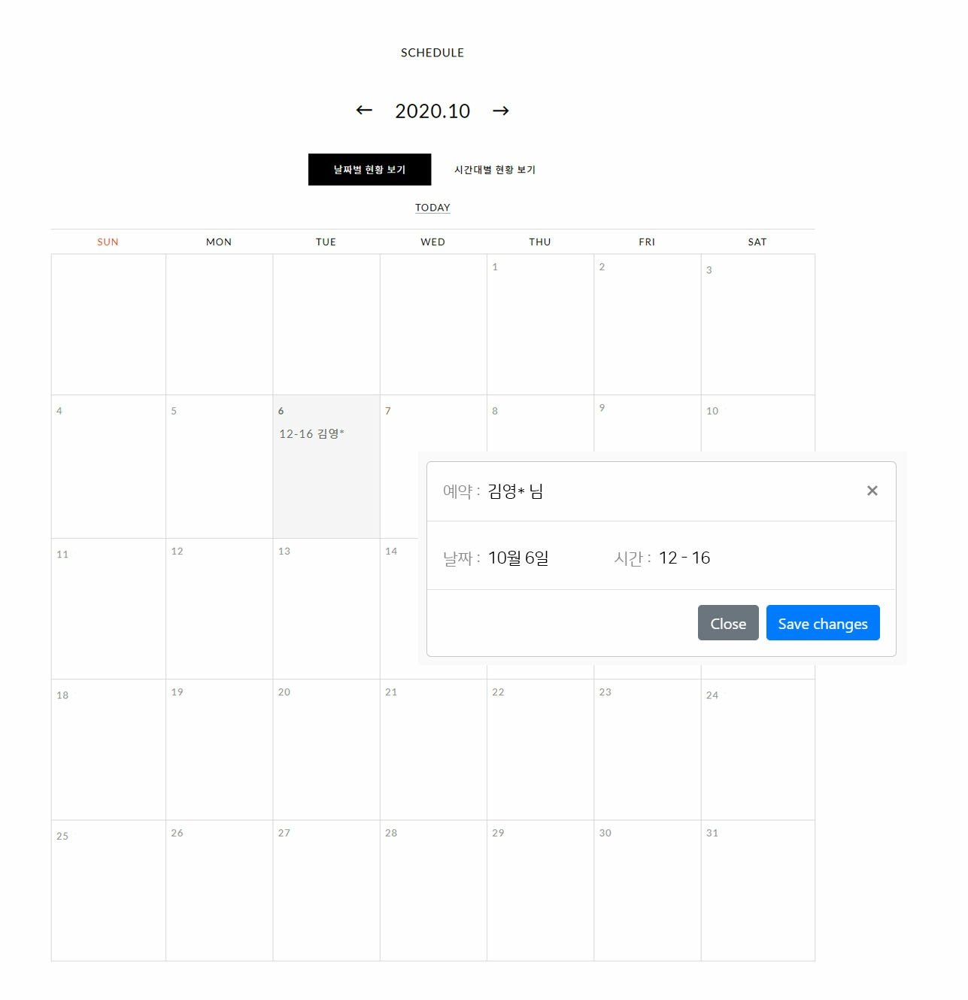 SCHEDULE
← 2020.10 →
날짜별 현황 보기 시간대별 현황 보기
TODAY
SUN MON TUE WED THU FRI SAT
1 2 3
4 5 6 7 8 9 10
12-16 김영*
예약 : 김영* 님 ×
날짜 : 10월 6일 시간 : 12 - 16
Close Save changes
11 12 13 14
18 19 20 21 22 23 24
25 26 27 28 29 30 31